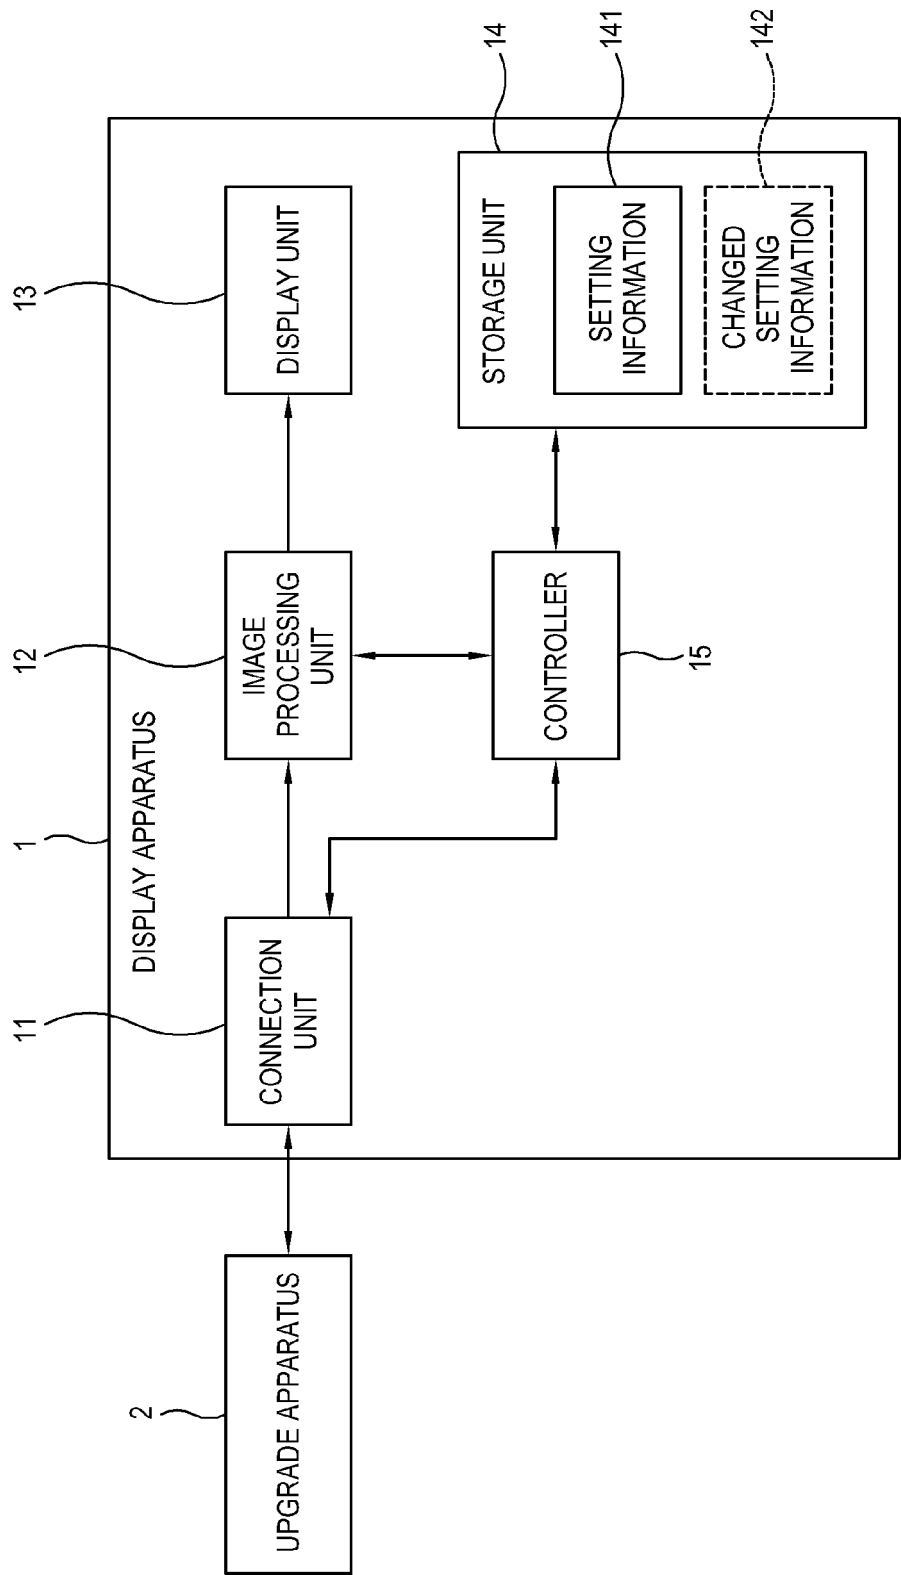 1
DISPLAY APPARATUS
2
UPGRADE APPARATUS
11
CONNECTION
UNIT
12
IMAGE
PROCESSING
UNIT
13
DISPLAY UNIT
CONTROLLER
15
14
STORAGE UNIT
141
SETTING
INFORMATION
142
CHANGED
SETTING
INFORMATION